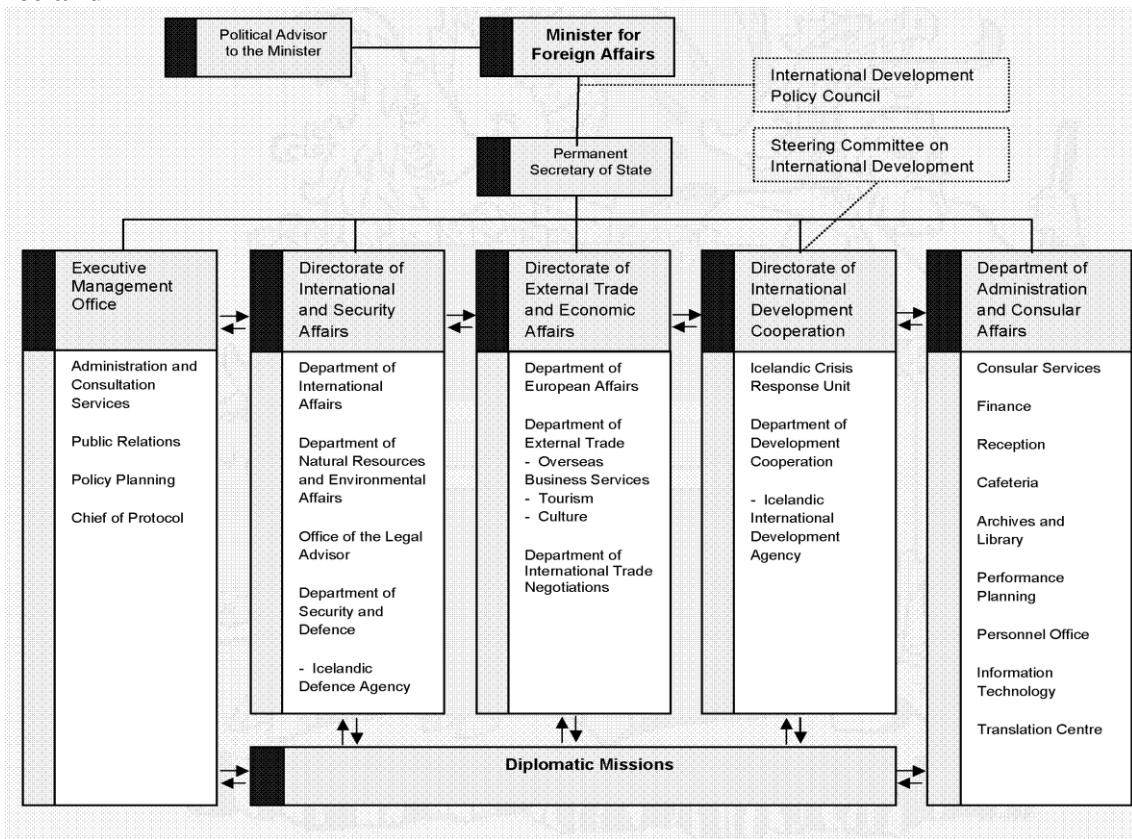 Political Advisor
to the Minister
Minister for
Foreign Affairs
International Development
Policy Council
Permanent
Secretary of State
Steering Committee on
International Development
Executive
Management
Office
Administration and
Consultation
Services
Public Relations
Policy Planning
Chief of Protocol
Directorate of
International
and Security
Affairs
Department of
International
Affairs
Department of
Natural Resources
and Environmental
Affairs
Office of the Legal
Advisor
Department of
Security and
Defence
- Icelandic
Defence Agency
Directorate of
External Trade
and Economic
Affairs
Department of
European Affairs
Department of
External Trade
- Overseas
Business Services
- Tourism
- Culture
Department of
International Trade
Negotiations
Directorate of
International
Development
Cooperation
Icelandic Crisis
Response Unit
Department of
Development
Cooperation
- Icelandic
International
Development
Agency
Department of
Administration
and Consular
Affairs
Consular Services
Finance
Reception
Cafeteria
Archives and
Library
Performance
Planning
Personnel Office
Information
Technology
Translation Centre
Diplomatic Missions